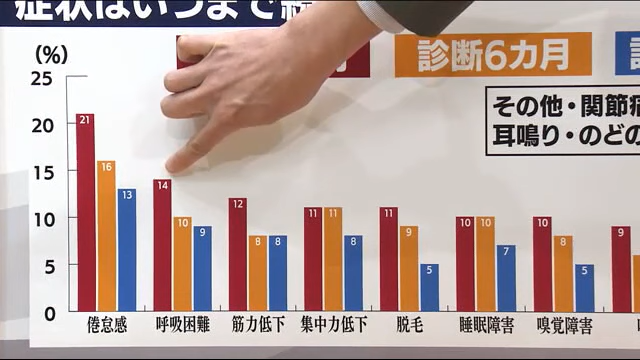 症状はいつまで続
(%)
月
診断6カ月
診
その他・関節痛
耳鳴り・のどの
25
20
15
10
5
0
21
16
13
14
10
9
12
8
8
11
11
8
11
9
5
10
10
7
10
8
5
9
倦怠感
呼吸困難
筋力低下
集中力低下
脱毛
睡眠障害
嗅覚障害